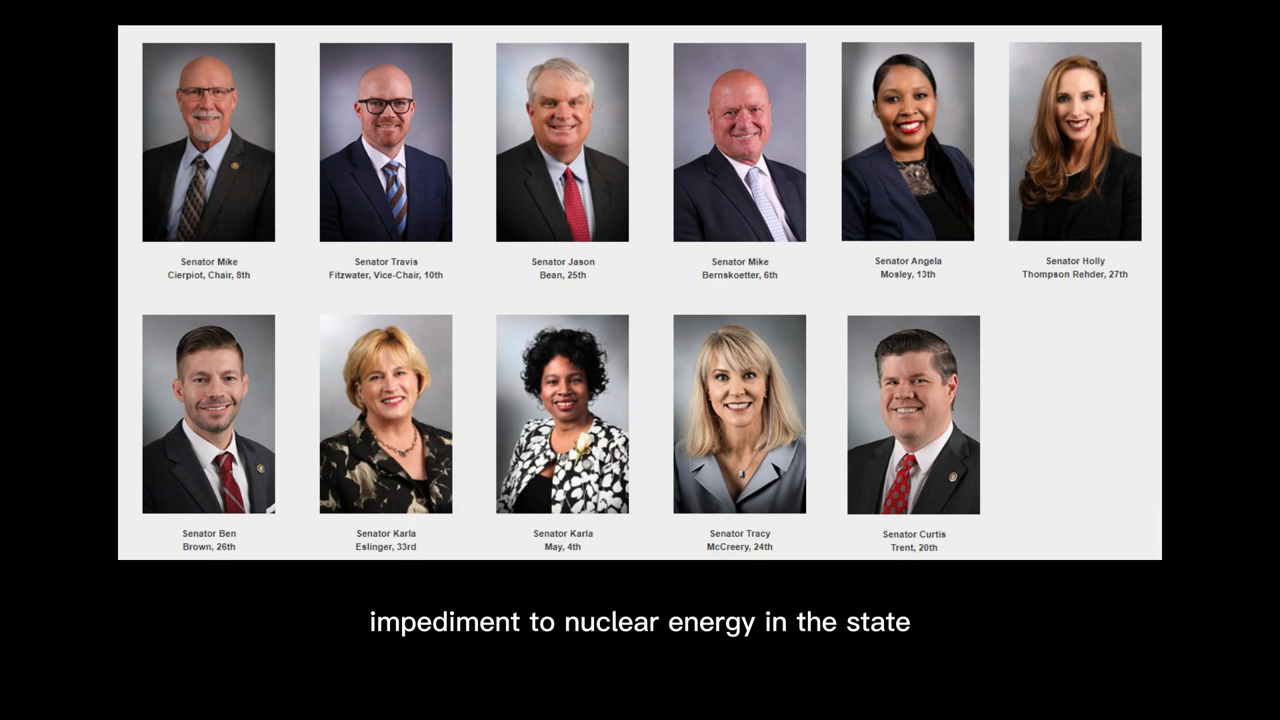 Senator Mike
Cierpiot, Chair, 8th
Senator Travis
Fitzwater, Vice-Chair, 10th
Senator Jason
Bean, 25th
Senator Mike
Bernskoetter, 6th
Senator Angela
Mosley, 13th
Senator Holly
Thompson Rehder, 27th
Senator Ben
Brown, 26th
Senator Karla
Eslinger, 33rd
Senator Karla
May, 4th
Senator Tracy
McCreery, 24th
Senator Curtis
Trent, 20th
impediment to nuclear energy in the state